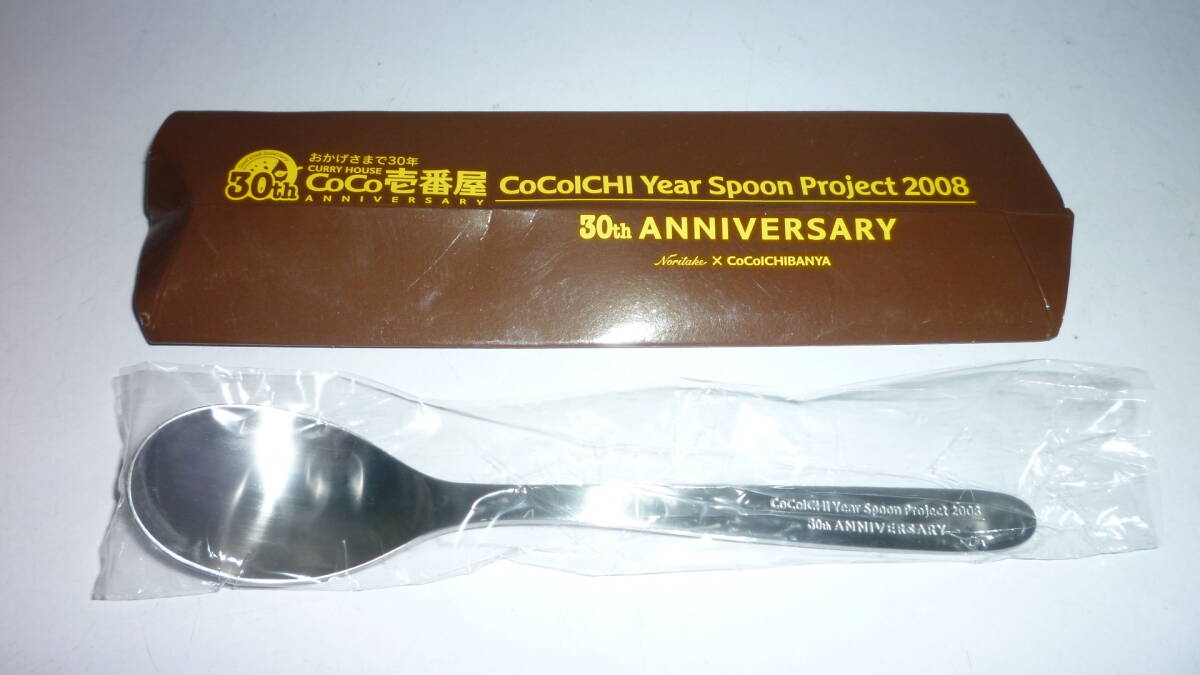 おかげさまで30年
CURRY HOUSE
30th CoCo壱番屋 CoCoICHI Year Spoon Project 2008
ANNIVERSARY
30th ANNIVERSARY
Noritake × CoCoICHIBANYA
CoCoICHI Year Spoon Project 2008
30th ANNIVERSARY